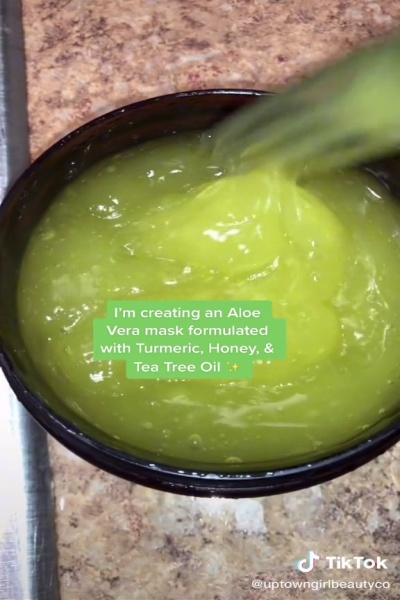 I'm creating an Aloe
Vera mask formulated
with Turmeric, Honey, &
Tea Tree Oil ✨
TikTok
@uptowngirlbeautyco